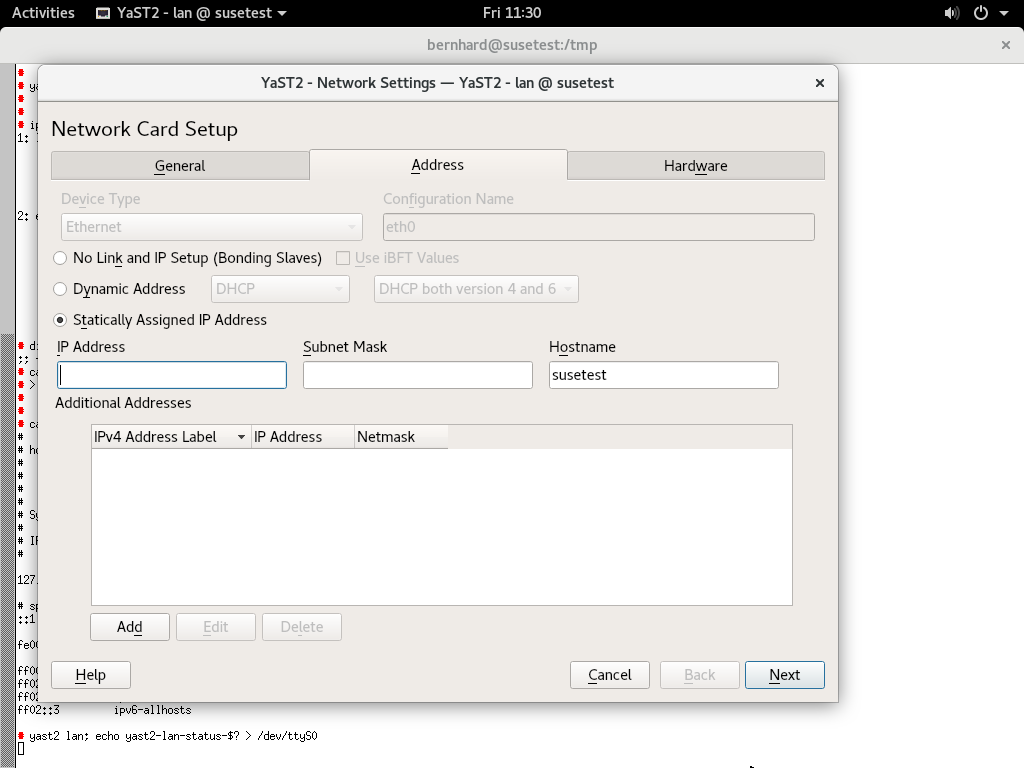 Activities YaST2 - lan @ susetest Fri 11:30
bernhard@susetest:/tmp
YaST2 - Network Settings — YaST2 - lan @ susetest
Network Card Setup
General Address Hardware
Device Type Configuration Name
Ethernet eth0
No Link and IP Setup (Bonding Slaves) Use iBFT Values
Dynamic Address DHCP DHCP both version 4 and 6
Statically Assigned IP Address
IP Address Subnet Mask Hostname
susetest
Additional Addresses
IPv4 Address Label IP Address Netmask
Add Edit Delete
Help Cancel Back Next
1:
2:
;;
>
#
#
#
#
#
#
#
#
#
127.
#
::1
ff02::3 ipv6-allhosts
yast2 lan; echo yast2-lan-status-$? > /dev/ttyS0